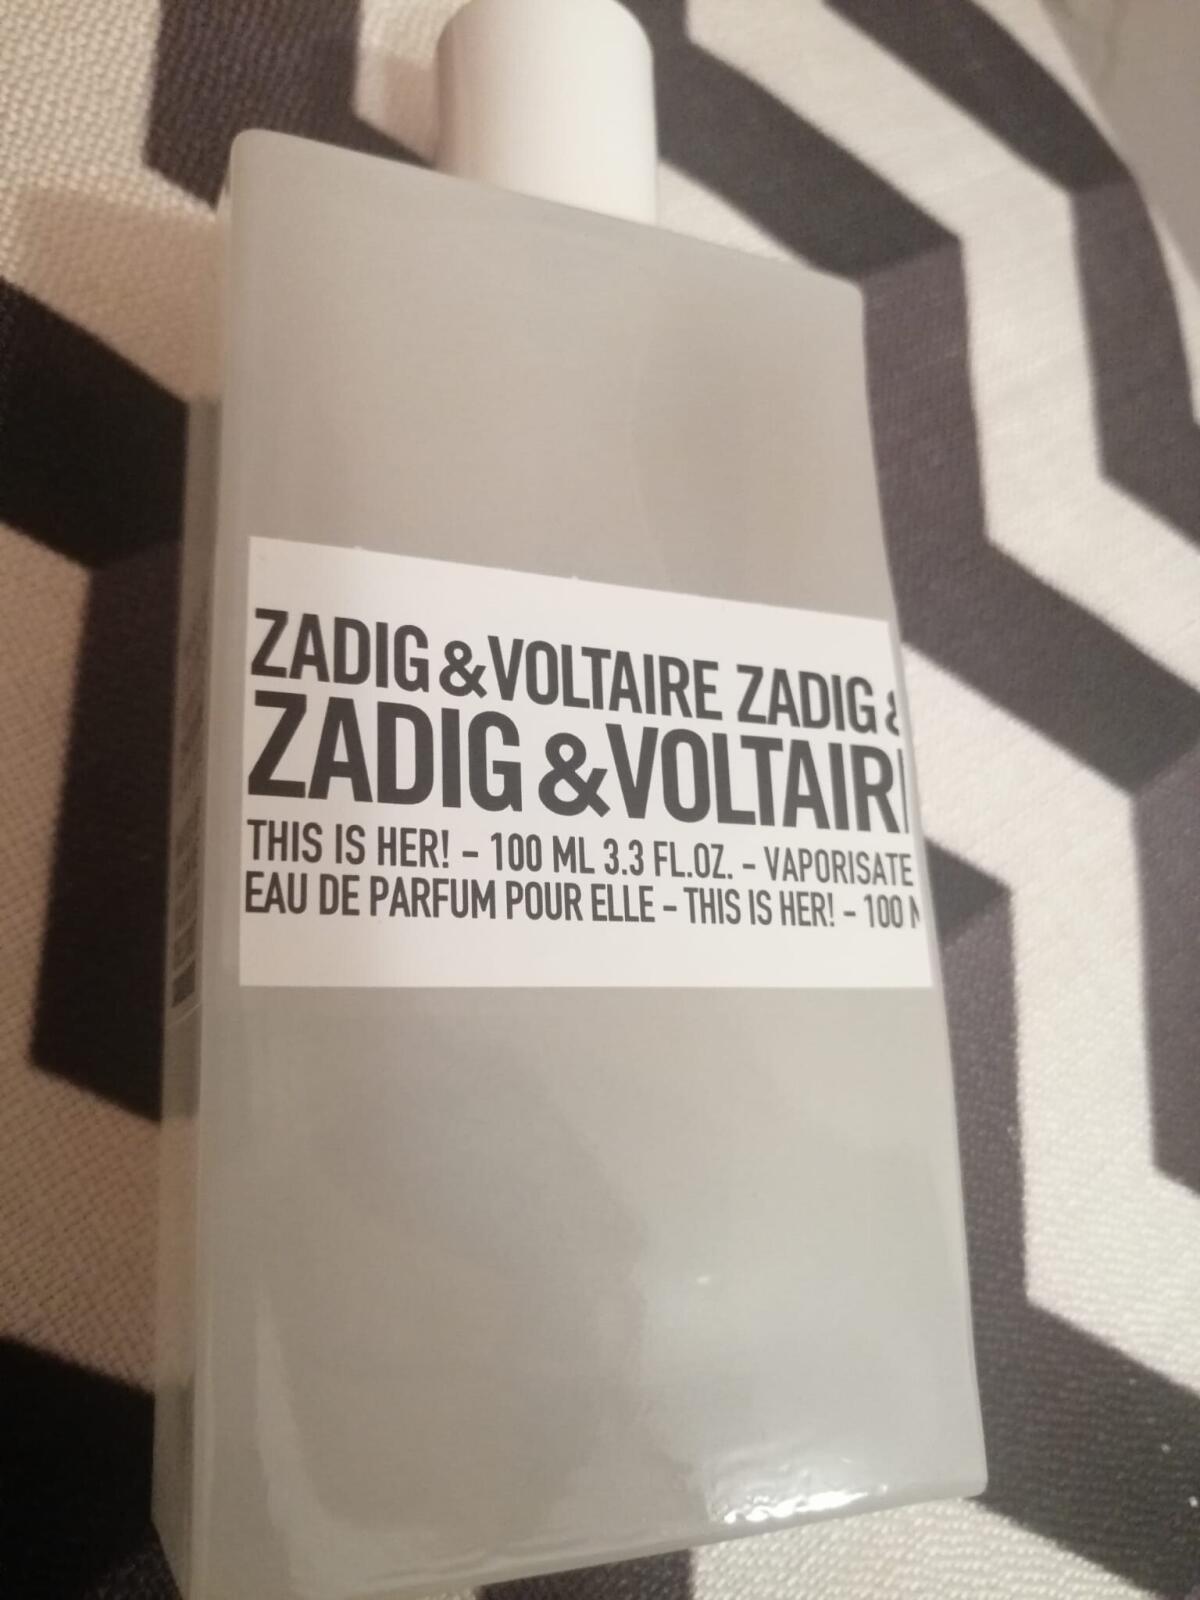 ZADIG &VOLTAIRE ZADIG &
ZADIG &VOLTAIR
THIS IS HER! – 100 ML 3.3 FL.OZ. – VAPORISATE
EAU DE PARFUM POUR ELLE – THIS IS HER! – 100 M